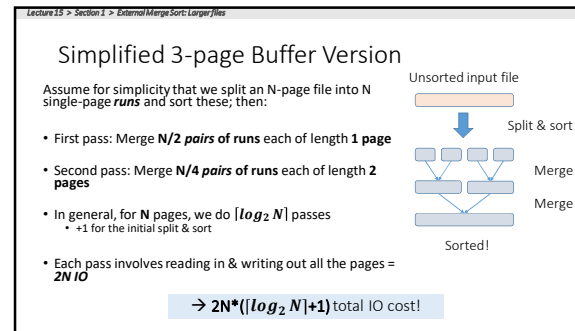 Lecture 15 > Section 1 > External Merge Sort: Larger files
Simplified 3-page Buffer Version
Assume for simplicity that we split an N-page file into N
single-page runs and sort these; then:
• First pass: Merge N/2 pairs of runs each of length 1 page
• Second pass: Merge N/4 pairs of runs each of length 2
pages
• In general, for N pages, we do ⌈log₂ N⌉ passes
• +1 for the initial split & sort
• Each pass involves reading in & writing out all the pages =
2N IO
→ 2N*(⌈log₂ N⌉+1) total IO cost!
Unsorted input file
Split & sort
Merge
Merge
Sorted!